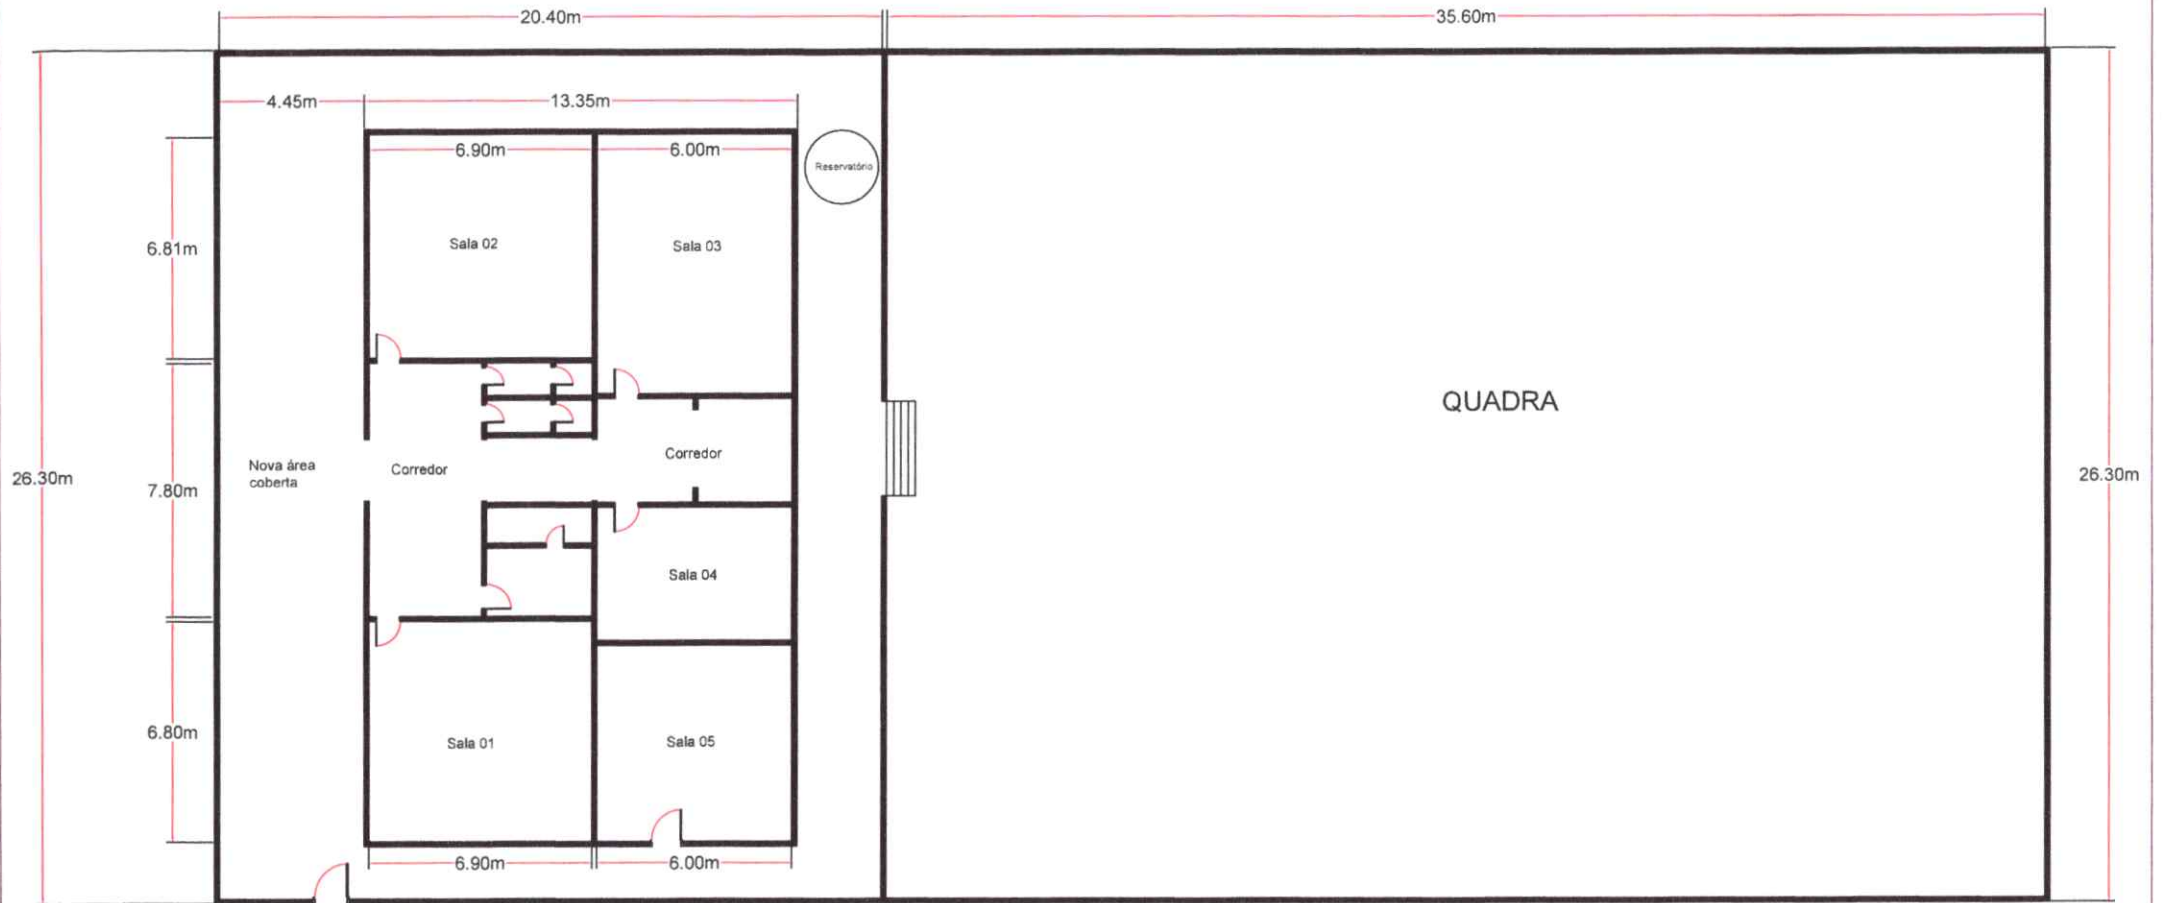 20.40m
35.60m
4.45m
13.35m
6.90m
6.00m
Reservatório
6.81m
Sala 02
Sala 03
QUADRA
Nova área
coberta
Corredor
Corredor
26.30m
7.80m
26.30m
Sala 04
6.80m
Sala 01
Sala 05
6.90m
6.00m